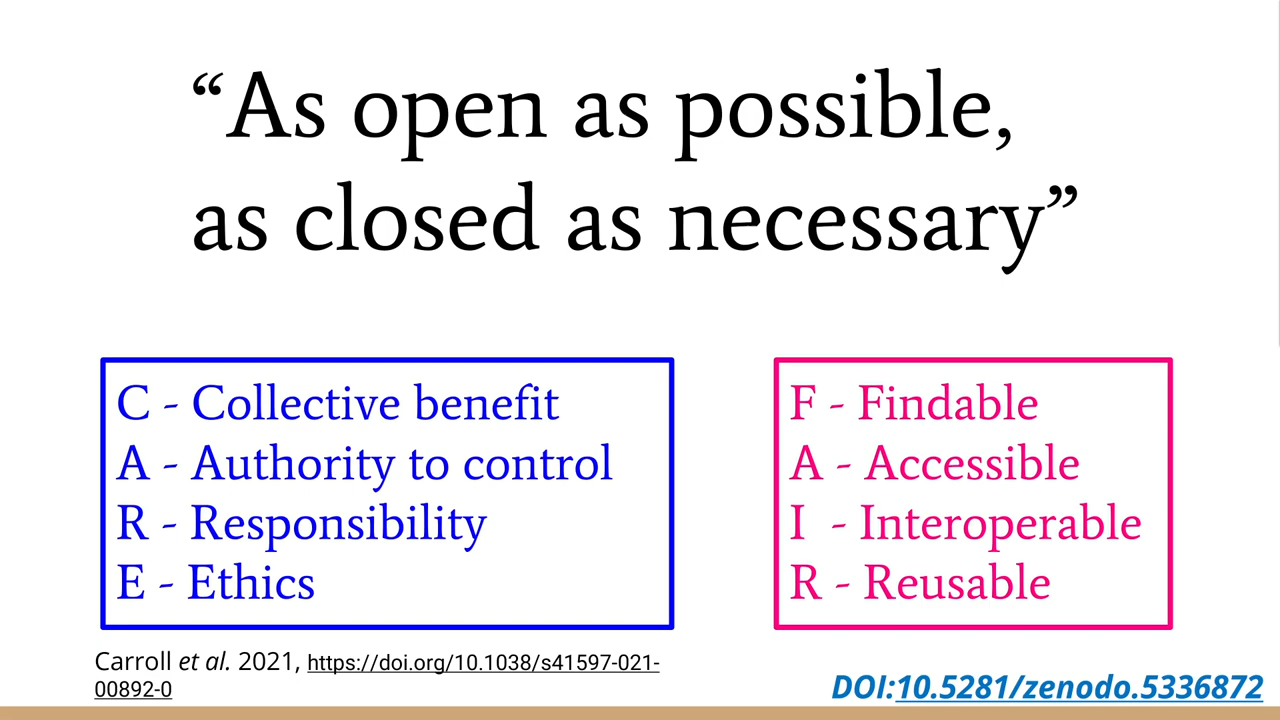 “As open as possible,
as closed as necessary”
C - Collective benefit
A - Authority to control
R - Responsibility
E - Ethics
F - Findable
A - Accessible
I - Interoperable
R - Reusable
Carroll et al. 2021, https://doi.org/10.1038/s41597-021-
00892-0
DOI:10.5281/zenodo.5336872